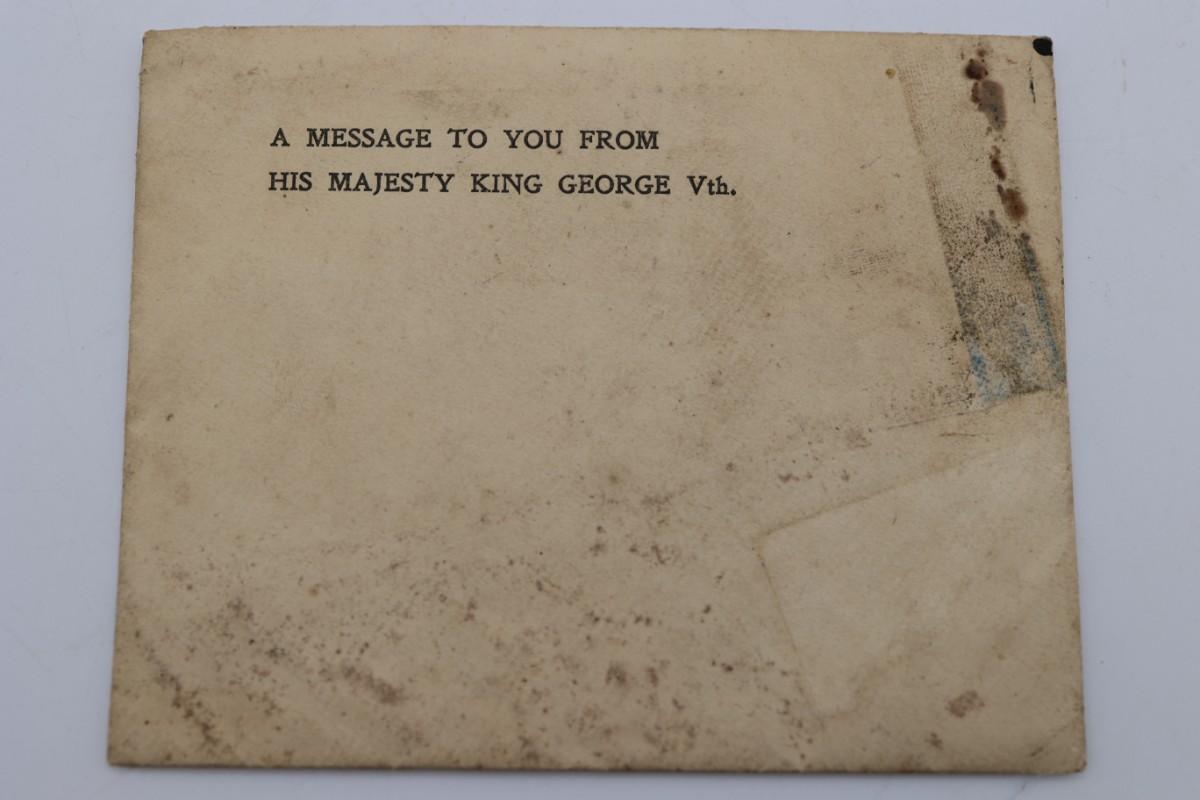 A MESSAGE TO YOU FROM
HIS MAJESTY KING GEORGE Vth.